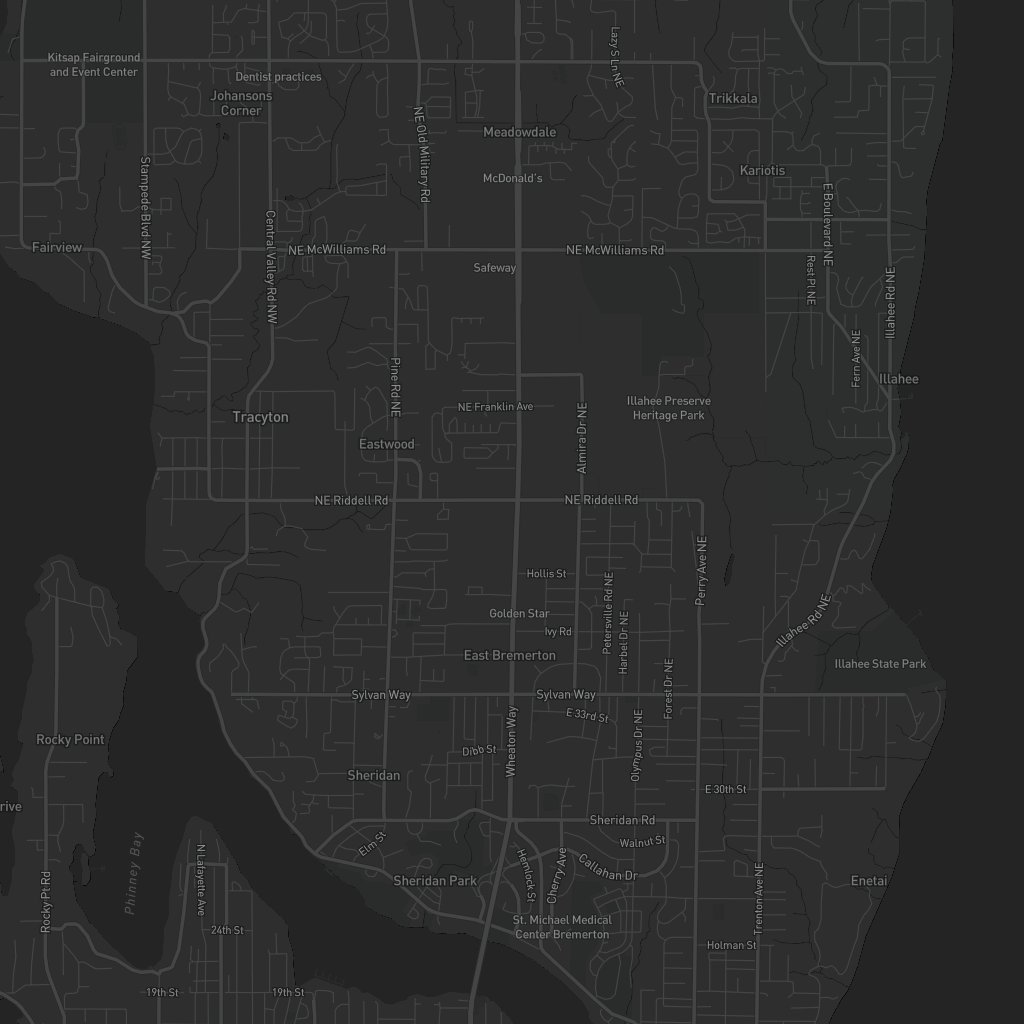 Lazy S Ln NE
Kitsap Fairground
and Event Center
Dentist practices
Johansons
Corner
Trikkala
NE Old Military Rd
Meadowdale
Kariotis
McDonald's
Stampede Blvd NW
E Boulevard NE
Central Valley Rd NW
Fairview
NE McWilliams Rd
NE McWilliams Rd
Safeway
Rest Pl NE
Illahee Rd NE
Fern Ave NE
Illahee
Pine Rd NE
NE Franklin Ave
Illahee Preserve
Heritage Park
Tracyton
Almira Dr NE
Eastwood
NE Riddell Rd
NE Riddell Rd
Perry Ave NE
Hollis St
Petersville Rd NE
Golden Star
Harbel Dr NE
Illahee Rd NE
Ivy Rd
East Bremerton
Illahee State Park
Forest Dr NE
Sylvan Way
Sylvan Way
E 33rd St
Rocky Point
Wheaton Way
Olympus Dr NE
Dibb St
Sheridan
E 30th St
rive
Sheridan Rd
Elm St
Walnut St
Phinney Bay
N Lafayette Ave
Hemlock St
Cherry Ave
Callahan Dr
Sheridan Park
Enetai
Rocky Pt Rd
Trenton Ave NE
St. Michael Medical
Center Bremerton
24th St
Holman St
19th St
19th St